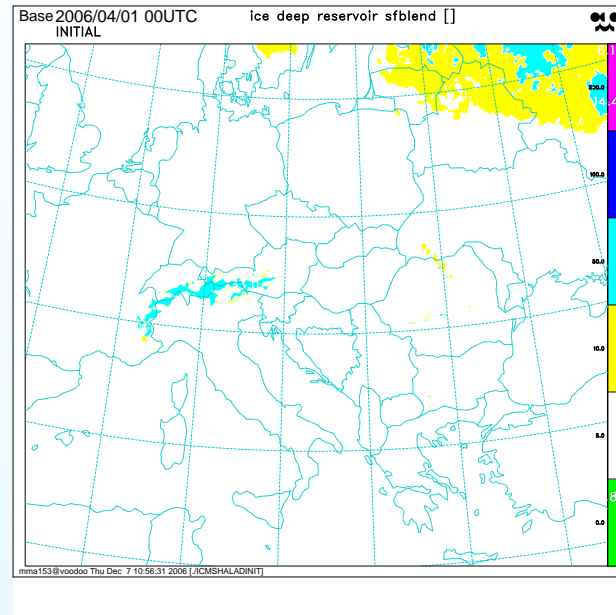 Base 2006/04/01 00UTC
ice deep reservoir sfblend []
INITIAL
100.0
50.0
10.0
5.0
0.0
mma153@voodoo Thu Dec 7 10:56:31 2006 [./ICMSHALADINIT]